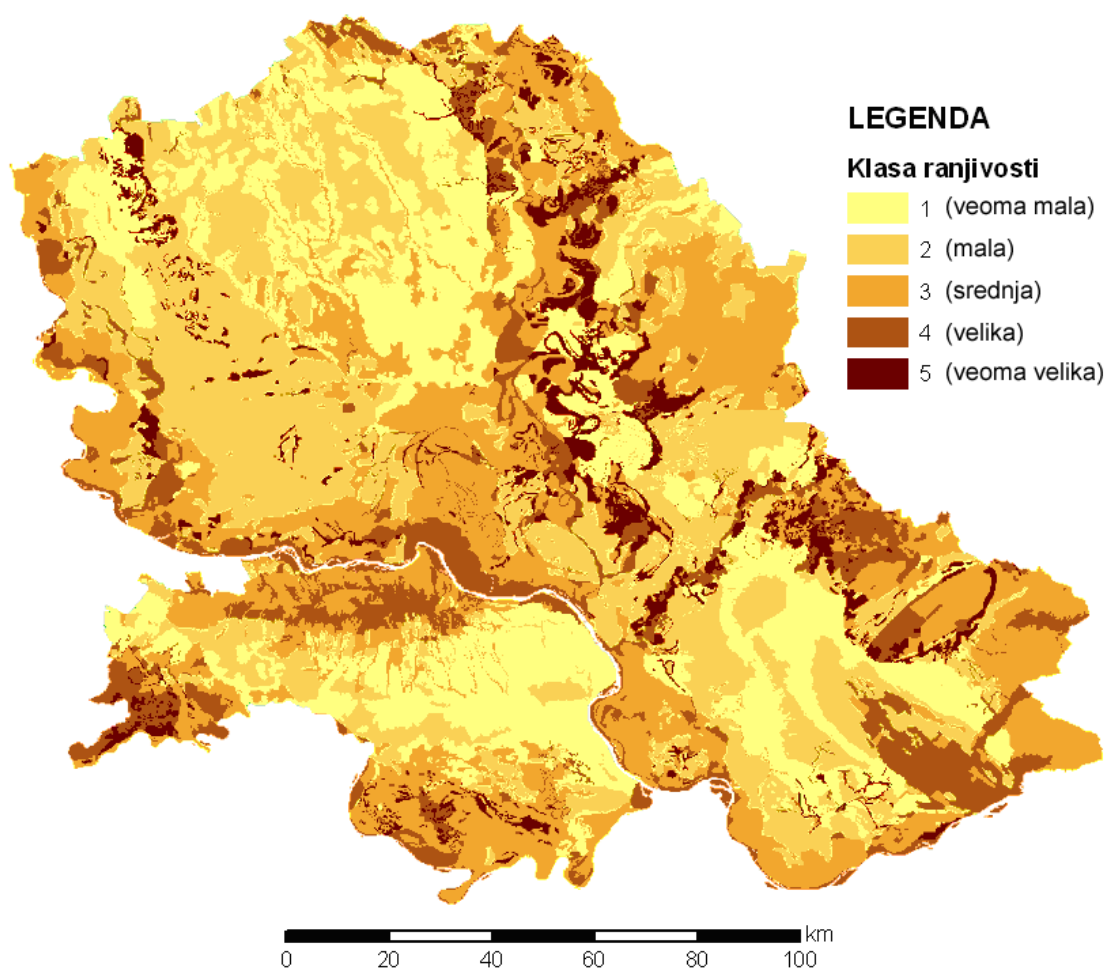 LEGENDA
Klasa ranjivosti
1 (veoma mala)
2 (mala)
3 (srednja)
4 (velika)
5 (veoma velika)
km
0 20 40 60 80 100